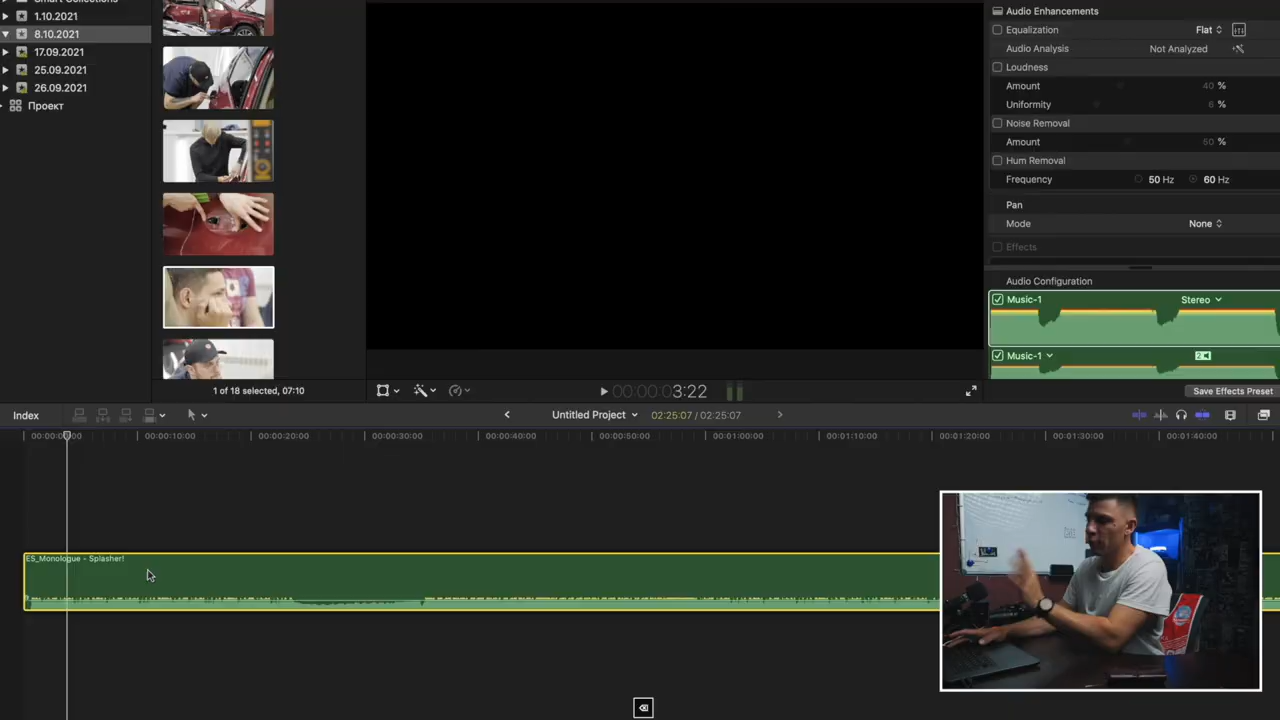 Smart Collections
1.10.2021
8.10.2021
17.09.2021
25.09.2021
26.09.2021
Проект
1 of 18 selected, 07:10
00:00:00:03:22
Audio Enhancements
Equalization
Flat
Audio Analysis
Not Analyzed
Loudness
Amount
40 %
Uniformity
6 %
Noise Removal
Amount
50 %
Hum Removal
Frequency
50 Hz
60 Hz
Pan
Mode
None
Effects
Audio Configuration
Music-1
Stereo
Music-1
2
Save Effects Preset
Index
Untitled Project
02:25:07 / 02:25:07
00:00:10:00
00:00:20:00
00:00:30:00
00:00:40:00
00:00:50:00
00:01:00:00
00:01:10:00
00:01:20:00
00:01:30:00
00:01:40:00
ES_Monologue - Splasher!